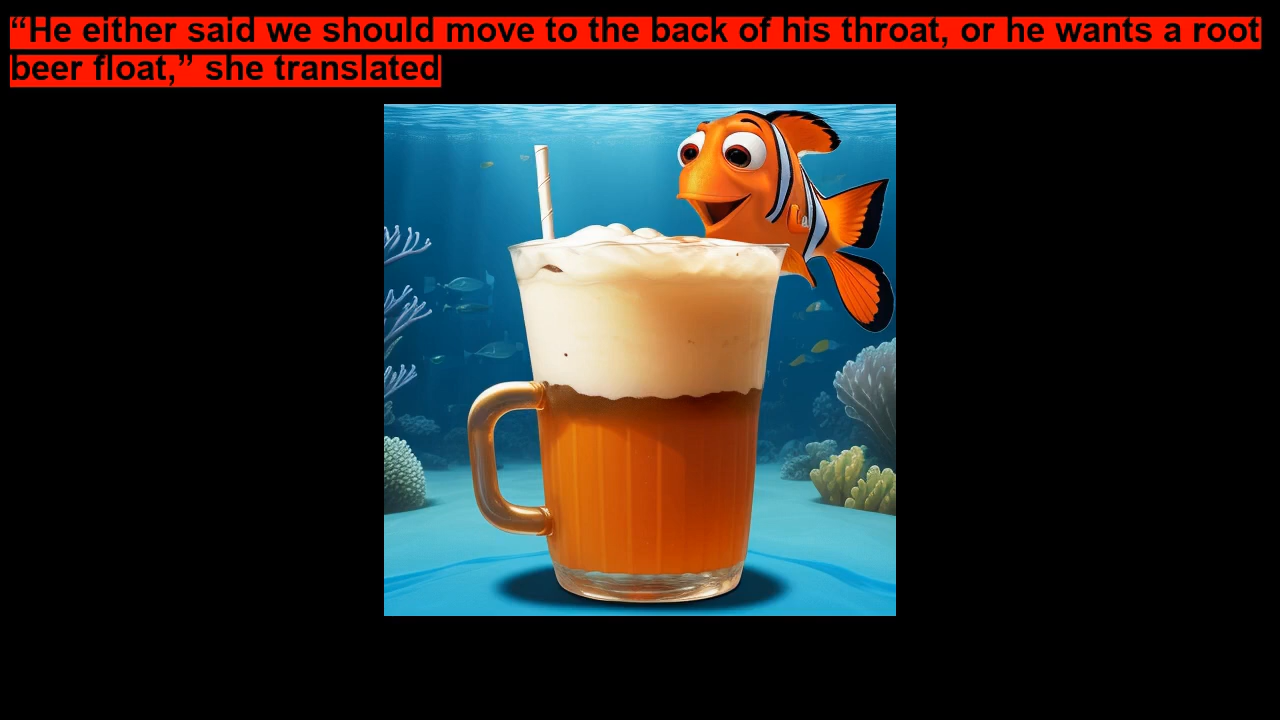 “He either said we should move to the back of his throat, or he wants a root
beer float,” she translated